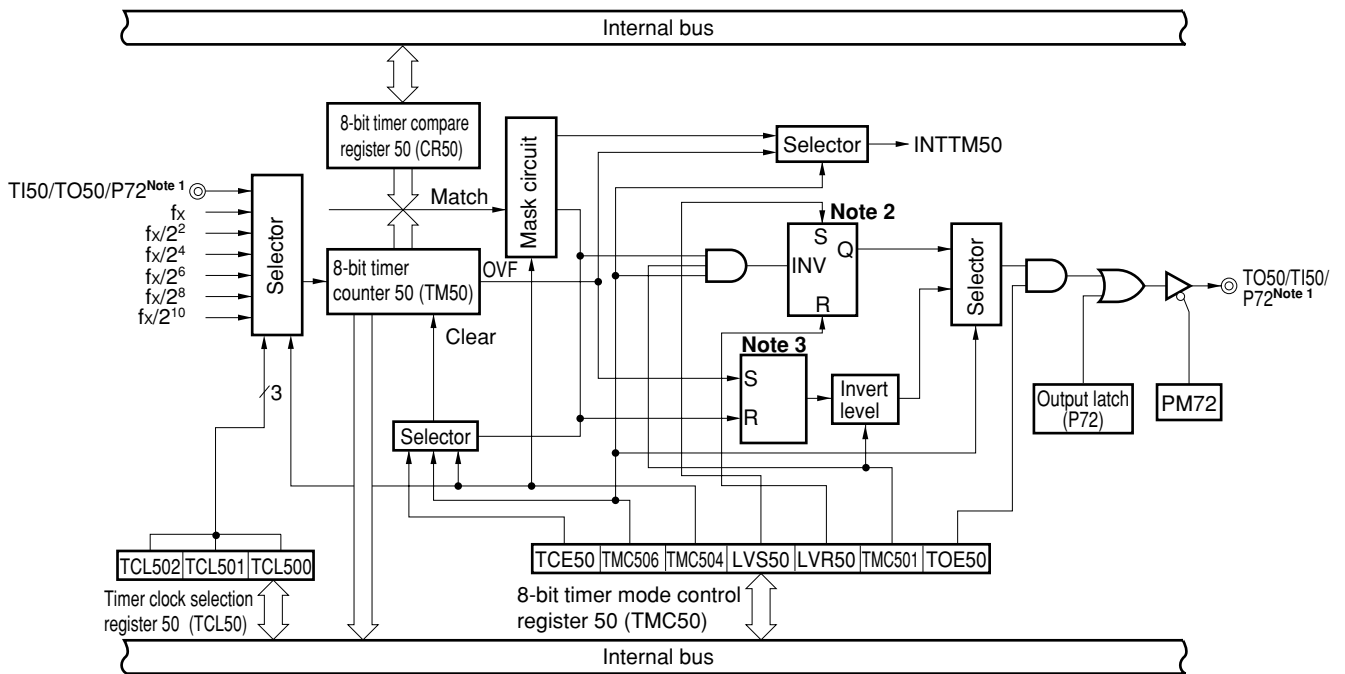 Internal bus
8-bit timer compare
register 50 (CR50)
Mask circuit
Selector
INTTM50
TI50/TO50/P72Note 1
fX
fX/2²
fX/2⁴
fX/2⁶
fX/2⁸
fX/2¹⁰
Selector
Match
8-bit timer
counter 50 (TM50)
OVF
Clear
3
Selector
Note 2
S
INV
Q
R
Note 3
S
R
Invert
level
Selector
TO50/TI50/
P72Note 1
Output latch
(P72)
PM72
TCL502 TCL501 TCL500
Timer clock selection
register 50 (TCL50)
TCE50 TMC506 TMC504 LVS50 LVR50 TMC501 TOE50
8-bit timer mode control
register 50 (TMC50)
Internal bus